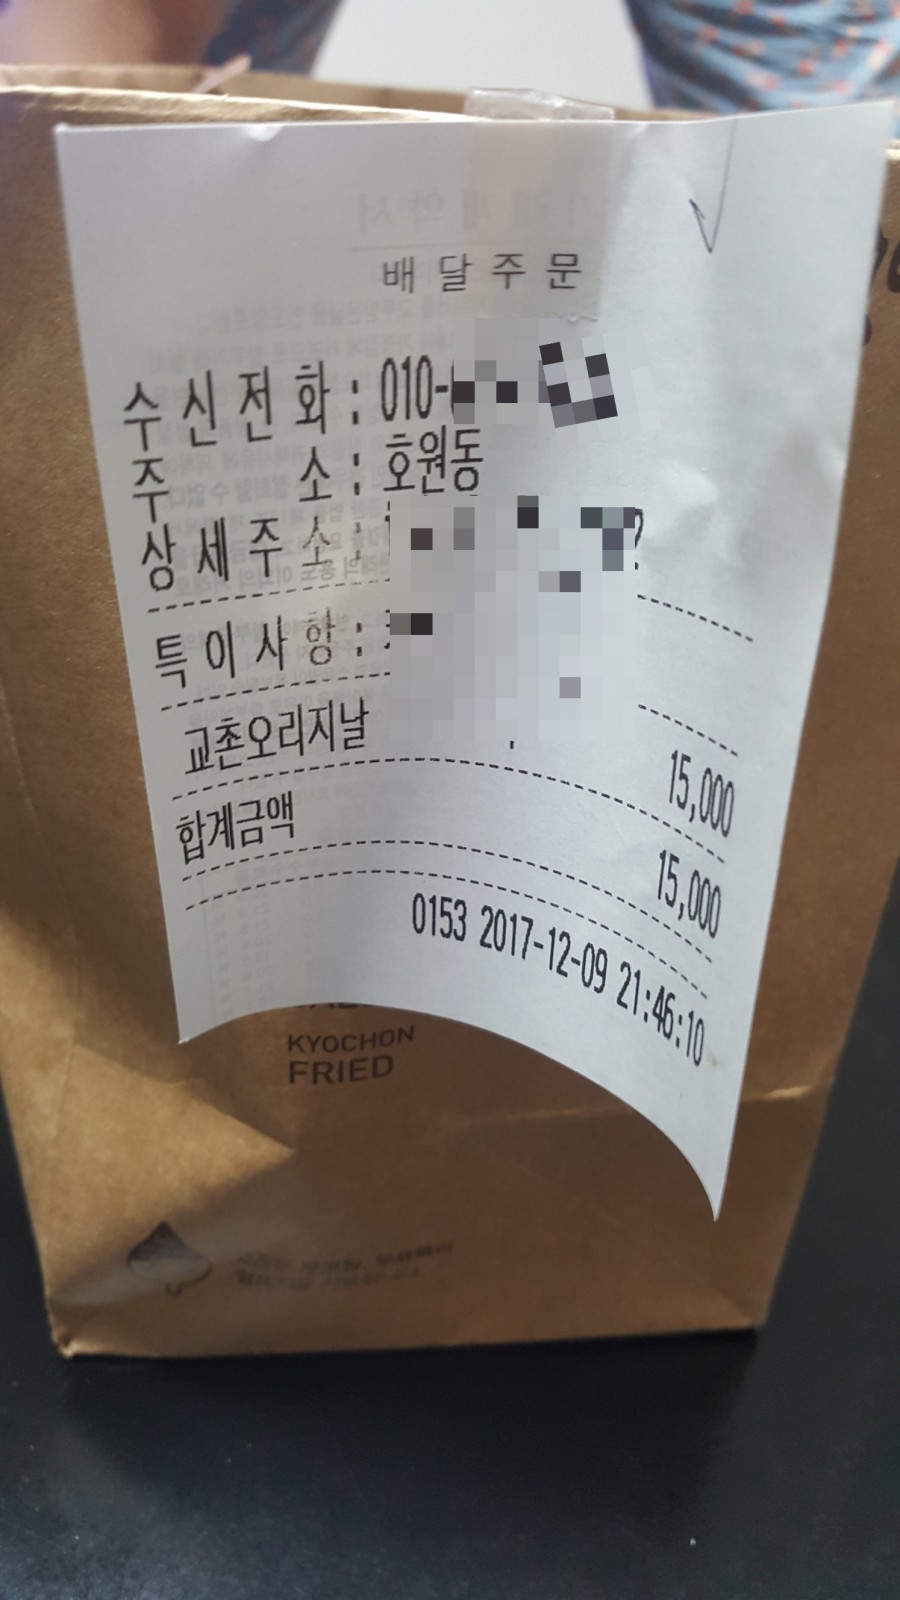 배달주문
수신전화 : 010-
주소 : 호원동
상세주소 :
특이사항 :
교촌오리지날 15,000
합계금액 15,000
0153 2017-12-09 21:46:10
KYOCHON
FRIED